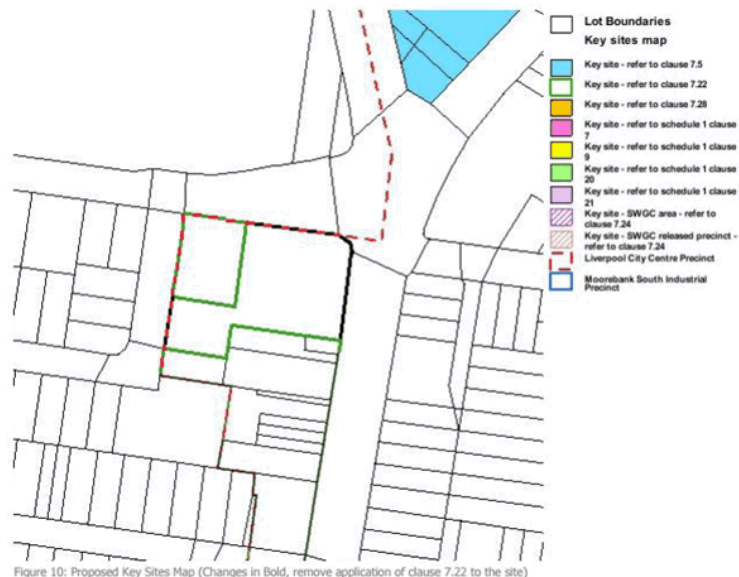 Lot Boundaries
Key sites map
Key site - refer to clause 7.5
Key site - refer to clause 7.22
Key site - refer to clause 7.28
Key site - refer to schedule 1 clause
7
Key site - refer to schedule 1 clause
9
Key site - refer to schedule 1 clause
20
Key site - refer to schedule 1 clause
21
Key site - SWGC area - refer to
clause 7.24
Key site - SWGC released precinct -
refer to clause 7.24
Liverpool City Centre Precinct
Moorebank South Industrial
Precinct
Figure 10: Proposed Key Sites Map (Changes in Bold, remove application of clause 7.22 to the site)